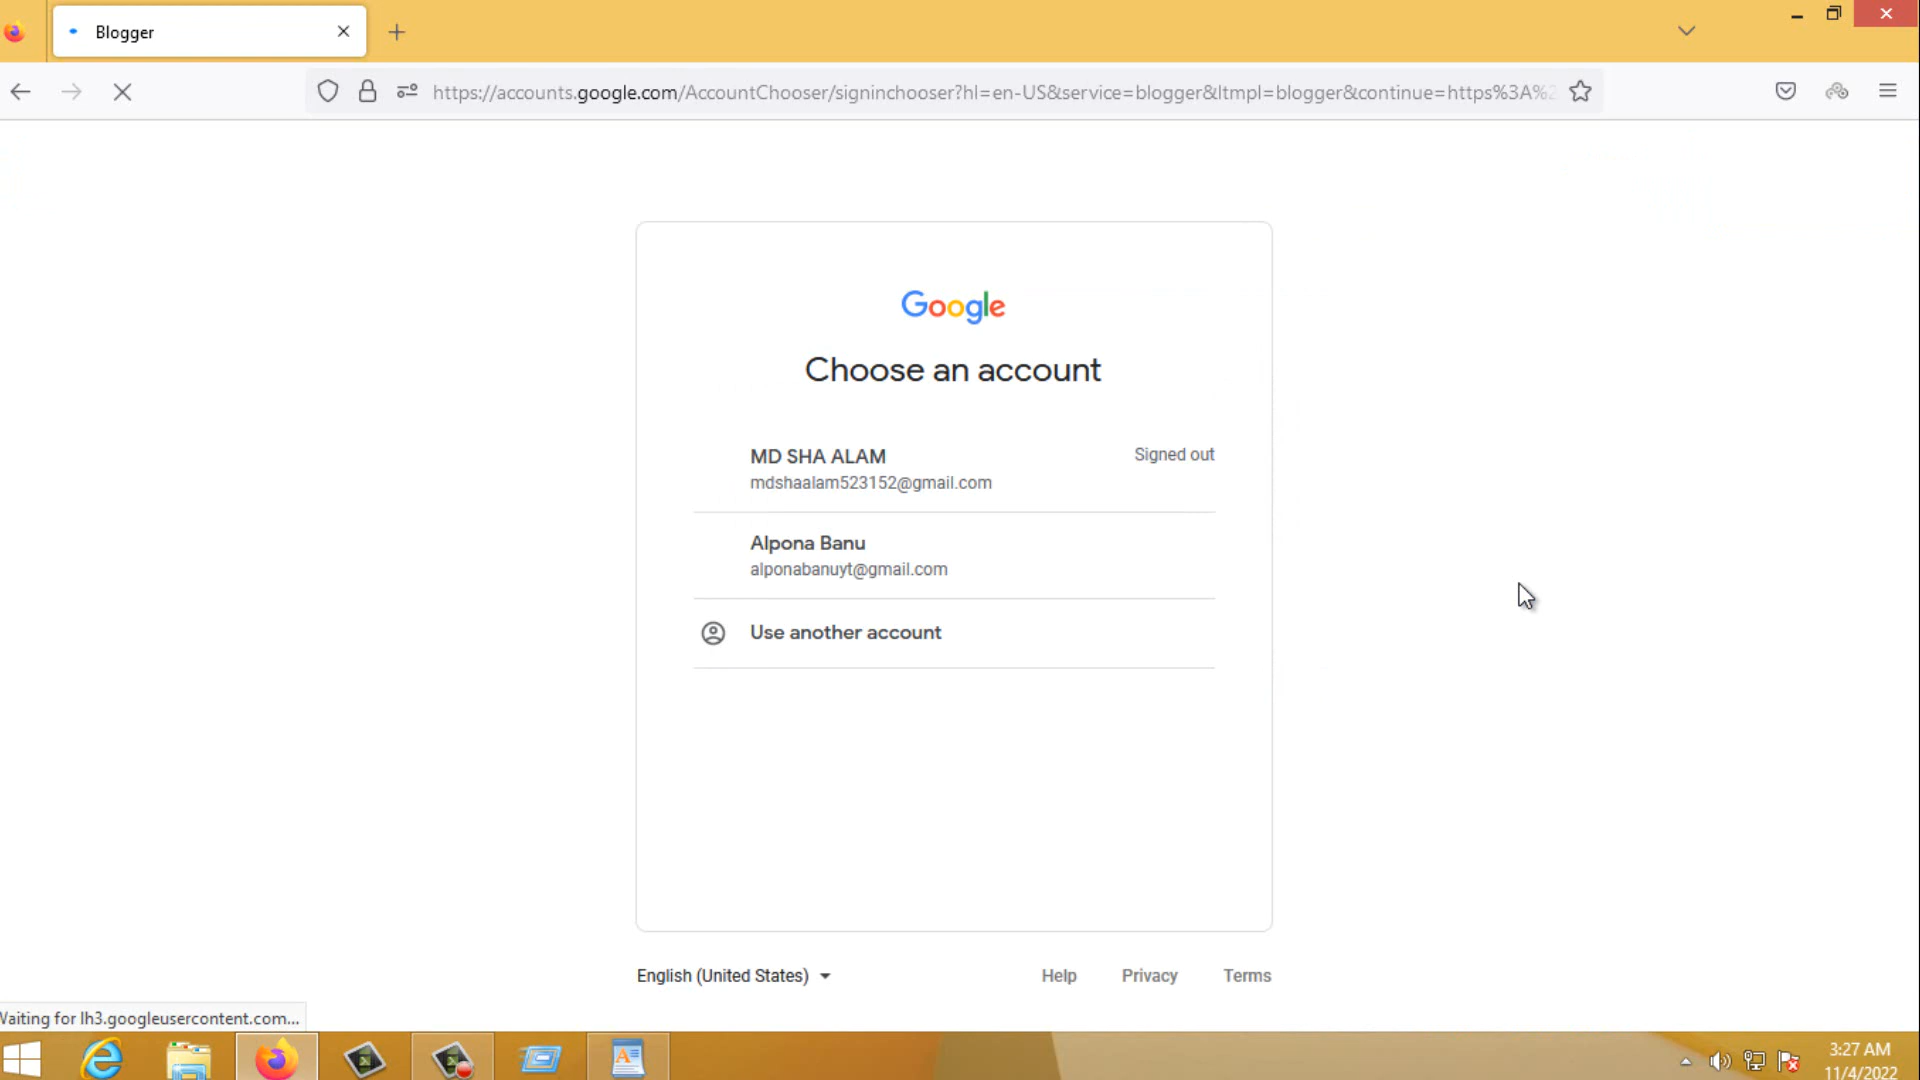 Blogger
https://accounts.google.com/AccountChooser/signinchooser?hl=en-US&service=blogger&ltmpl=blogger&continue=https%3A%2
Google
Choose an account
MD SHA ALAM
Signed out
mdshaalam523152@gmail.com
Alpona Banu
alponabanuyt@gmail.com
Use another account
English (United States)
Help
Privacy
Terms
Waiting for lh3.googleusercontent.com...
3:27 AM
11/4/2022